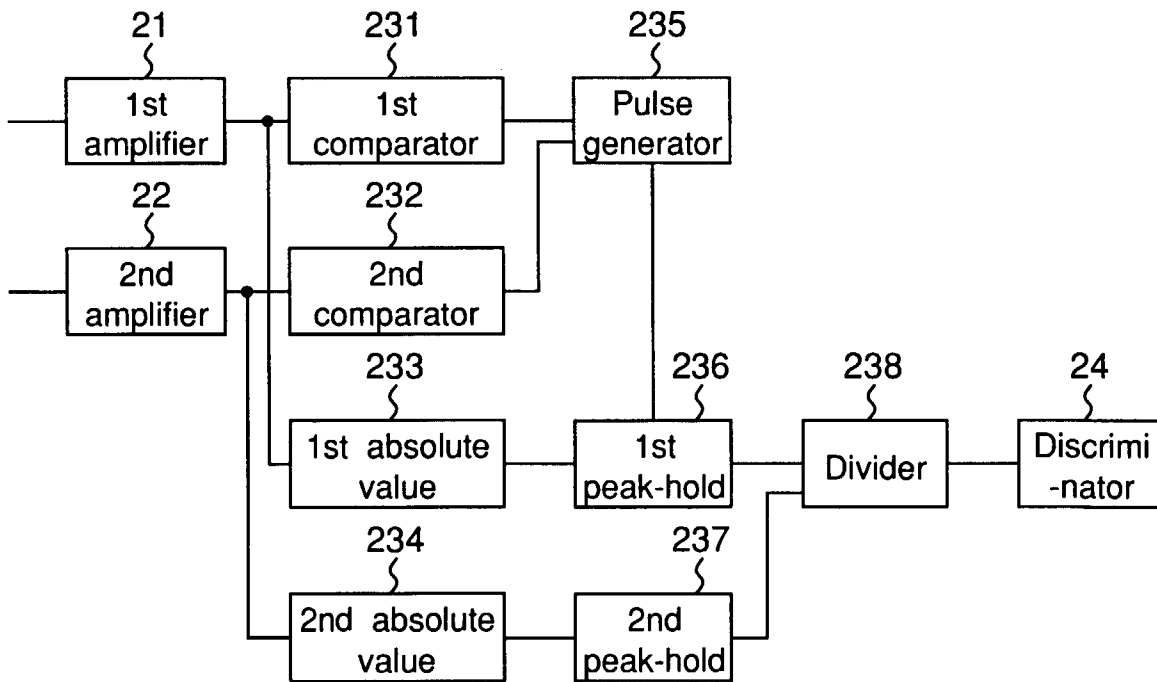 21
231
235
1st
amplifier
1st
comparator
Pulse
generator
22
232
2nd
amplifier
2nd
comparator
233
236
238
24
1st absolute
value
1st
peak-hold
Divider
Discrimi
-nator
234
237
2nd absolute
value
2nd
peak-hold